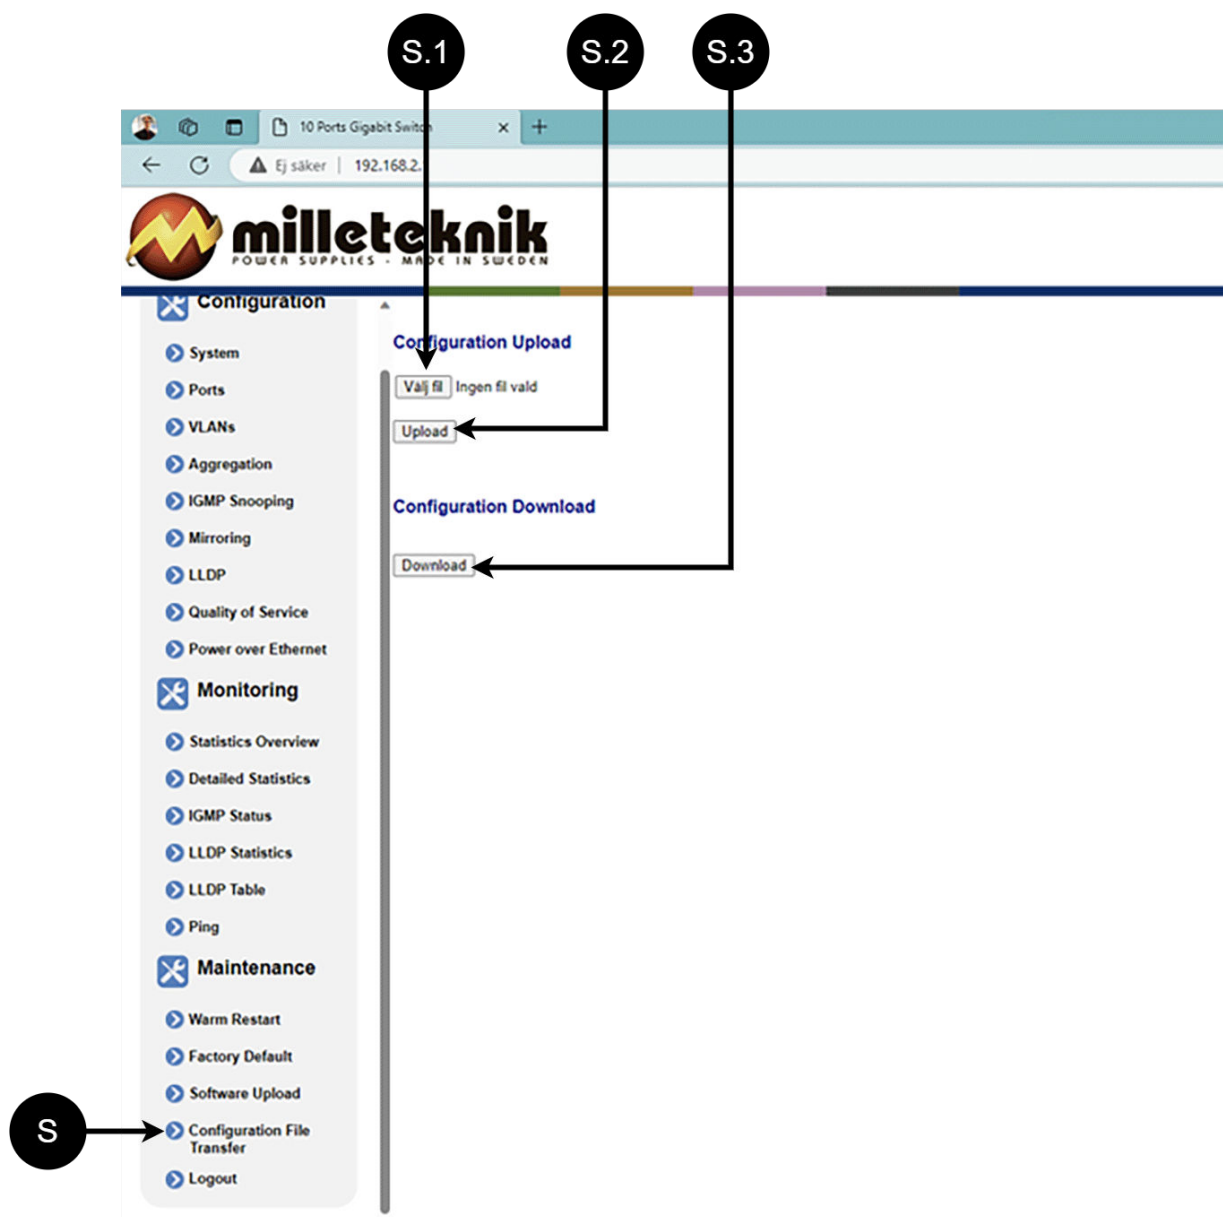 S.1
S.2
S.3
10 Ports Gigabit Switch
Ej säker
192.168.2.
milleteknik
POWER SUPPLIES - MADE IN SWEDEN
Configuration
System
Ports
VLANs
Aggregation
IGMP Snooping
Mirroring
LLDP
Quality of Service
Power over Ethernet
Monitoring
Statistics Overview
Detailed Statistics
IGMP Status
LLDP Statistics
LLDP Table
Ping
Maintenance
Warm Restart
Factory Default
Software Upload
Configuration File
Transfer
Logout
S
Configuration Upload
Välj fil Ingen fil vald
Upload
Configuration Download
Download